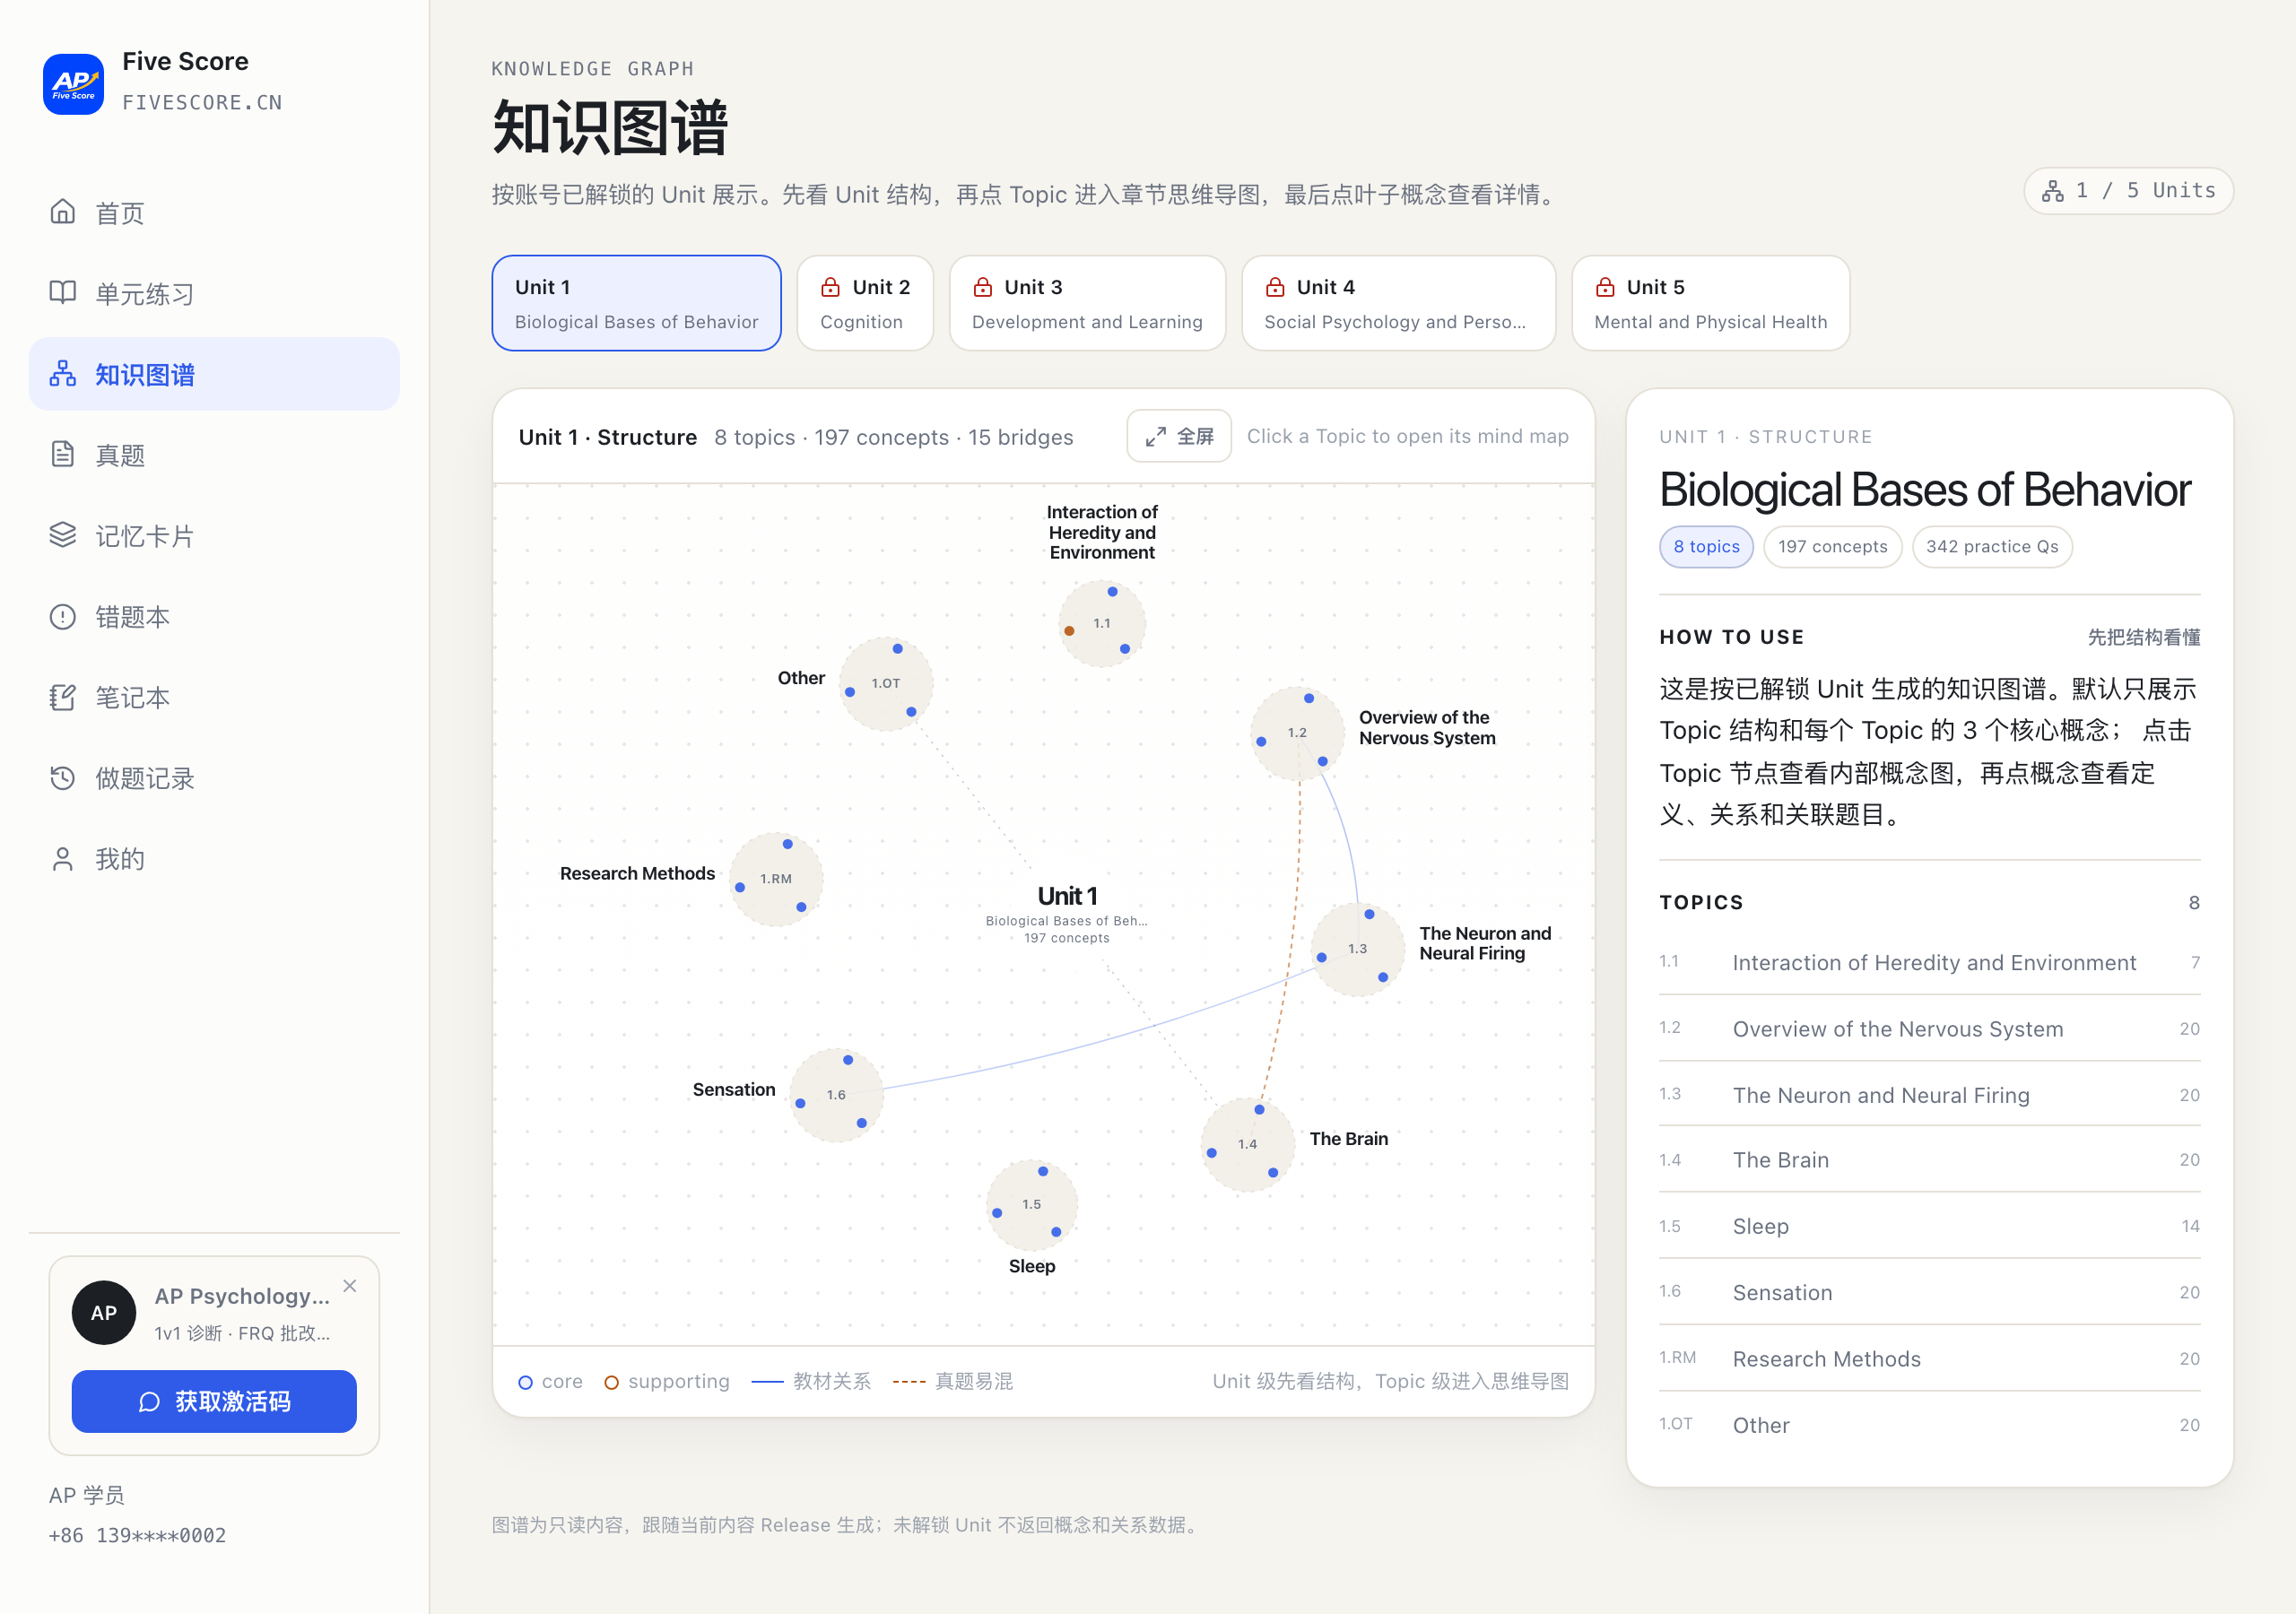 AP
Five Score
Five Score
FIVESCORE.CN
首页
单元练习
知识图谱
真题
记忆卡片
错题本
笔记本
做题记录
我的
AP
AP Psychology...
1v1 诊断 · FRQ 批改...
获取激活码
AP 学员
+86 139****0002
KNOWLEDGE GRAPH
知识图谱
按账号已解锁的 Unit 展示。先看 Unit 结构，再点 Topic 进入章节思维导图，最后点叶子概念查看详情。
1 / 5 Units
Unit 1
Biological Bases of Behavior
Unit 2
Cognition
Unit 3
Development and Learning
Unit 4
Social Psychology and Perso...
Unit 5
Mental and Physical Health
Unit 1 · Structure 8 topics · 197 concepts · 15 bridges
全屏
Click a Topic to open its mind map
Interaction of
Heredity and
Environment
1.1
Other
1.OT
1.2
Overview of the
Nervous System
Research Methods
1.RM
Unit 1
Biological Bases of Beh...
197 concepts
1.3
The Neuron and
Neural Firing
Sensation
1.6
1.4
The Brain
1.5
Sleep
core
supporting
教材关系
真题易混
Unit 级先看结构，Topic 级进入思维导图
UNIT 1 · STRUCTURE
Biological Bases of Behavior
8 topics
197 concepts
342 practice Qs
HOW TO USE
先把结构看懂
这是按已解锁 Unit 生成的知识图谱。默认只展示
Topic 结构和每个 Topic 的 3 个核心概念； 点击
Topic 节点查看内部概念图，再点概念查看定
义、关系和关联题目。
TOPICS 8
1.1 Interaction of Heredity and Environment 7
1.2 Overview of the Nervous System 20
1.3 The Neuron and Neural Firing 20
1.4 The Brain 20
1.5 Sleep 14
1.6 Sensation 20
1.RM Research Methods 20
1.OT Other 20
图谱为只读内容，跟随当前内容 Release 生成；未解锁 Unit 不返回概念和关系数据。